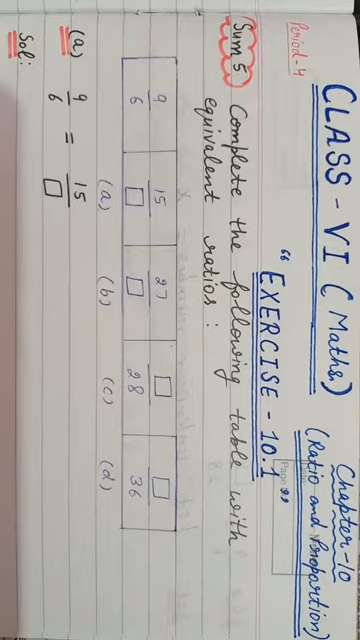 Period-4
CLASS - VI (Maths)
Chapter-10
(Ratio and Proportion)
" EXERCISE - 10.1
Sum 5) Complete the following table with
equivalent ratios:
9/6 15/□ 27/□ □/28 □/36
(a) (b) (c) (d)
(a) 9/6 = 15/□
Sol: